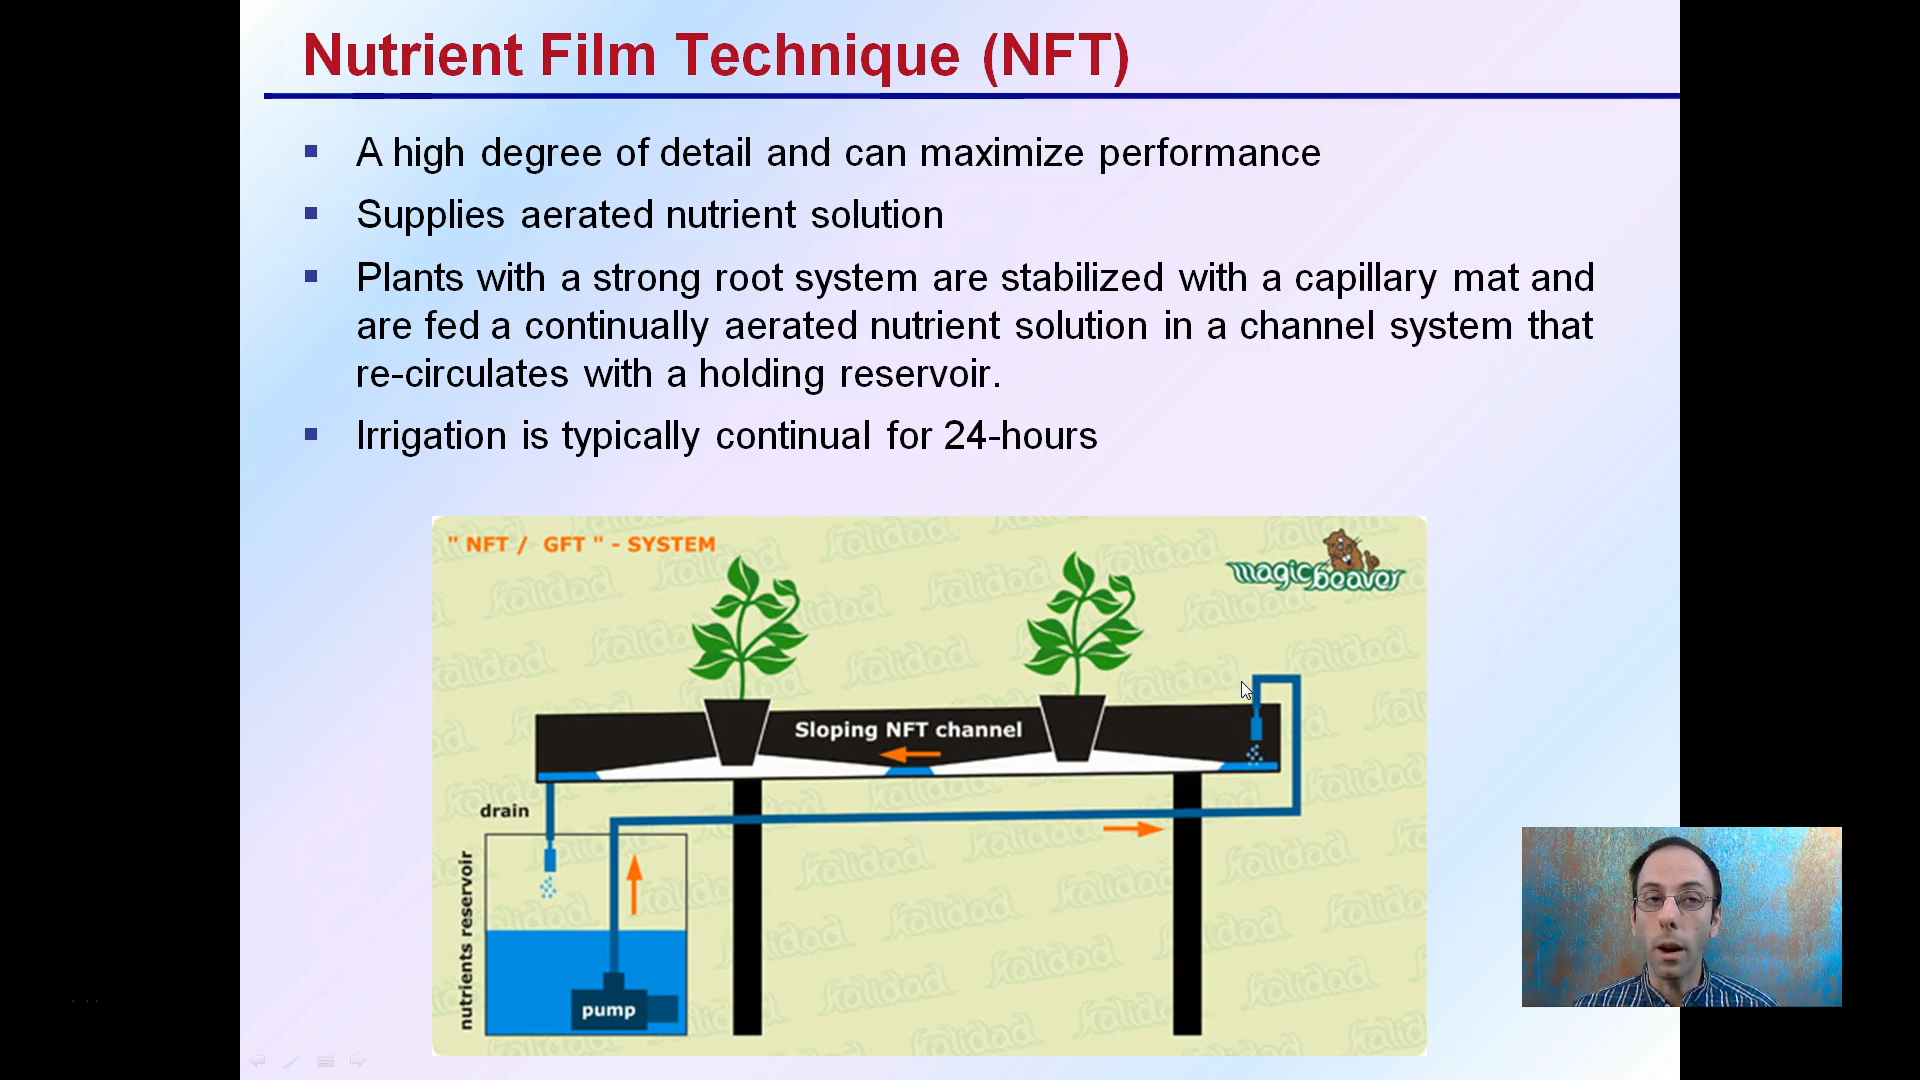 Nutrient Film Technique (NFT)
A high degree of detail and can maximize performance
Supplies aerated nutrient solution
Plants with a strong root system are stabilized with a capillary mat and
are fed a continually aerated nutrient solution in a channel system that
re-circulates with a holding reservoir.
Irrigation is typically continual for 24-hours
" NFT / GFT " - SYSTEM
magicbeaver
Sloping NFT channel
drain
nutrients reservoir
pump
kalidad